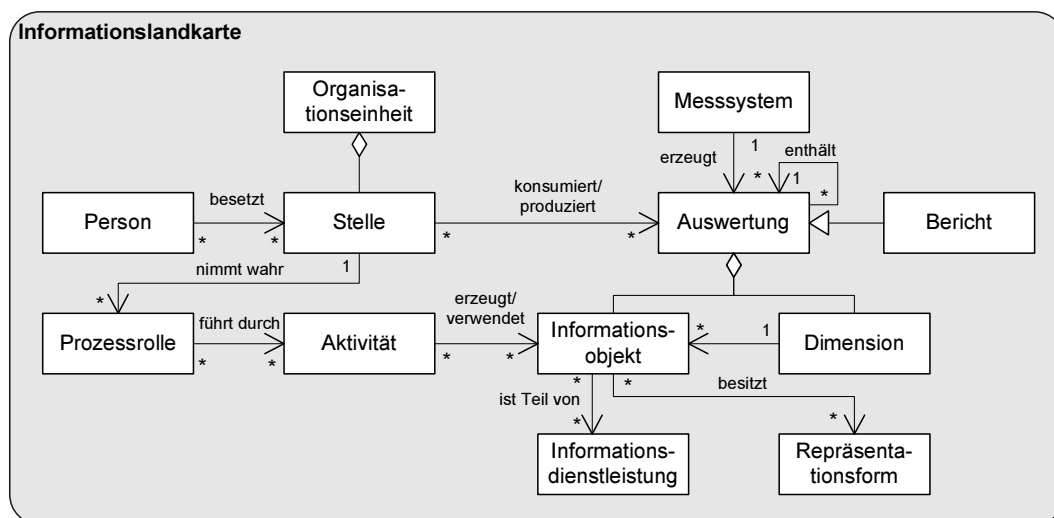 Informationslandkarte
Organisa-
tionseinheit
Messsystem
erzeugt
1
*
enthält
1
*
Person
besetzt
*
*
Stelle
konsumiert/
produziert
*
*
Auswertung
Bericht
nimmt wahr
1
*
Prozessrolle
führt durch
*
*
Aktivität
erzeugt/
verwendet
*
*
Informations-
objekt
*
1
Dimension
ist Teil von
*
*
*
besitzt
*
Informations-
dienstleistung
Repräsenta-
tionsform